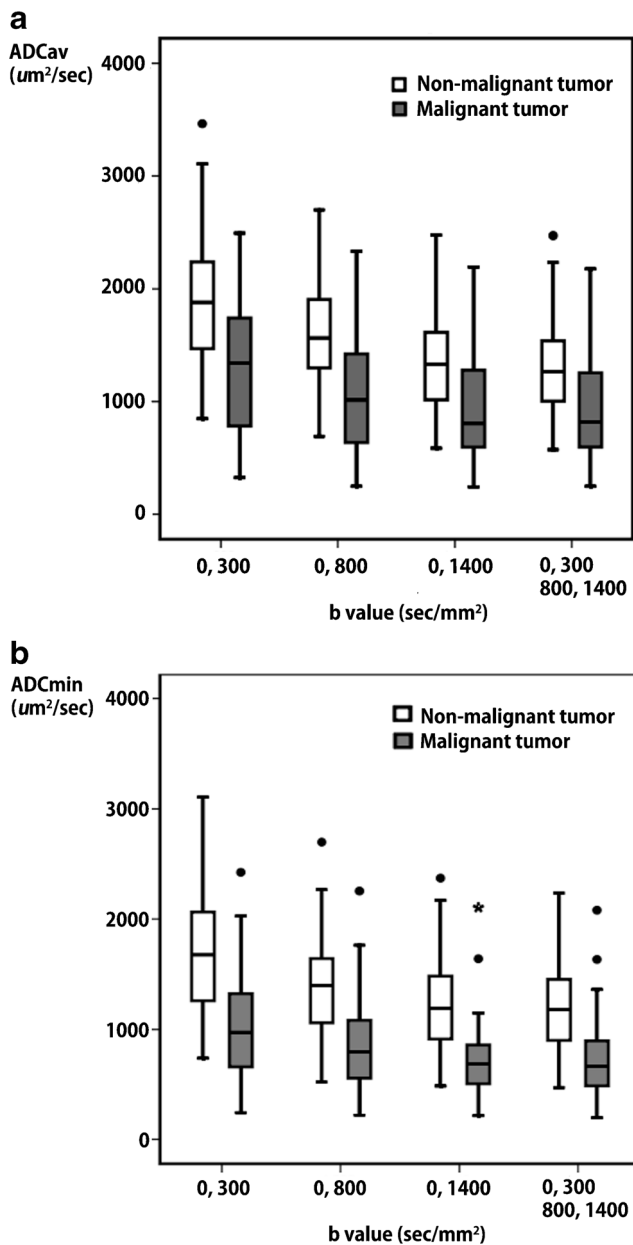 a
ADCav
(um²/sec)
4000
3000
2000
1000
0
Non-malignant tumor
Malignant tumor
0, 300
0, 800
0, 1400
0, 300
800, 1400
b value (sec/mm²)
b
ADCmin
(um²/sec)
4000
3000
2000
1000
0
Non-malignant tumor
Malignant tumor
*
0, 300
0, 800
0, 1400
0, 300
800, 1400
b value (sec/mm²)